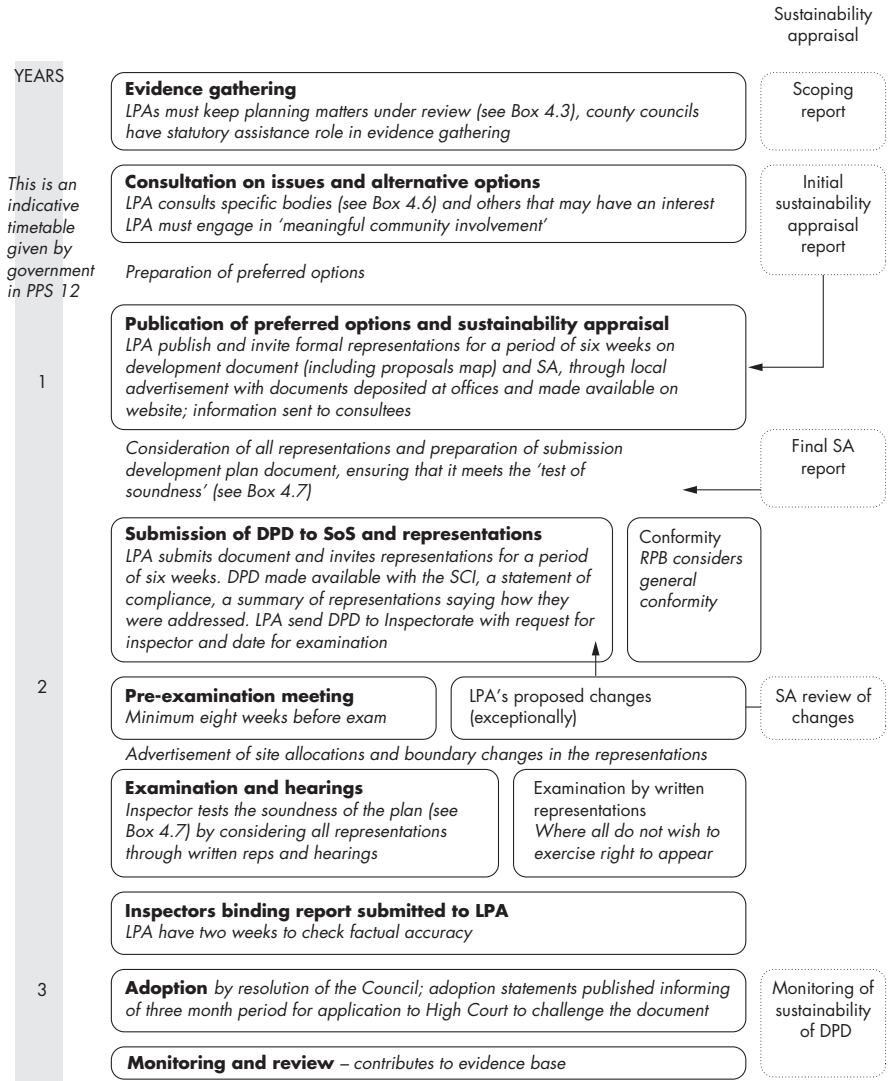 Sustainability
appraisal
YEARS
Evidence gathering
LPAs must keep planning matters under review (see Box 4.3), county councils
have statutory assistance role in evidence gathering
Scoping
report
This is an
indicative
timetable
given by
government
in PPS 12
Consultation on issues and alternative options
LPA consults specific bodies (see Box 4.6) and others that may have an interest
LPA must engage in ‘meaningful community involvement’
Initial
sustainability
appraisal
report
Preparation of preferred options
Publication of preferred options and sustainability appraisal
LPA publish and invite formal representations for a period of six weeks on
development document (including proposals map) and SA, through local
advertisement with documents deposited at offices and made available on
website; information sent to consultees
1
Consideration of all representations and preparation of submission
development plan document, ensuring that it meets the ‘test of
soundness’ (see Box 4.7)
Final SA
report
Submission of DPD to SoS and representations
LPA submits document and invites representations for a period
of six weeks. DPD made available with the SCI, a statement of
compliance, a summary of representations saying how they
were addressed. LPA send DPD to Inspectorate with request for
inspector and date for examination
Conformity
RPB considers
general
conformity
2
Pre-examination meeting
Minimum eight weeks before exam
LPA’s proposed changes
(exceptionally)
SA review of
changes
Advertisement of site allocations and boundary changes in the representations
Examination and hearings
Inspector tests the soundness of the plan (see
Box 4.7) by considering all representations
through written reps and hearings
Examination by written
representations
Where all do not wish to
exercise right to appear
Inspectors binding report submitted to LPA
LPA have two weeks to check factual accuracy
3
Adoption by resolution of the Council; adoption statements published informing
of three month period for application to High Court to challenge the document
Monitoring of
sustainability
of DPD
Monitoring and review – contributes to evidence base